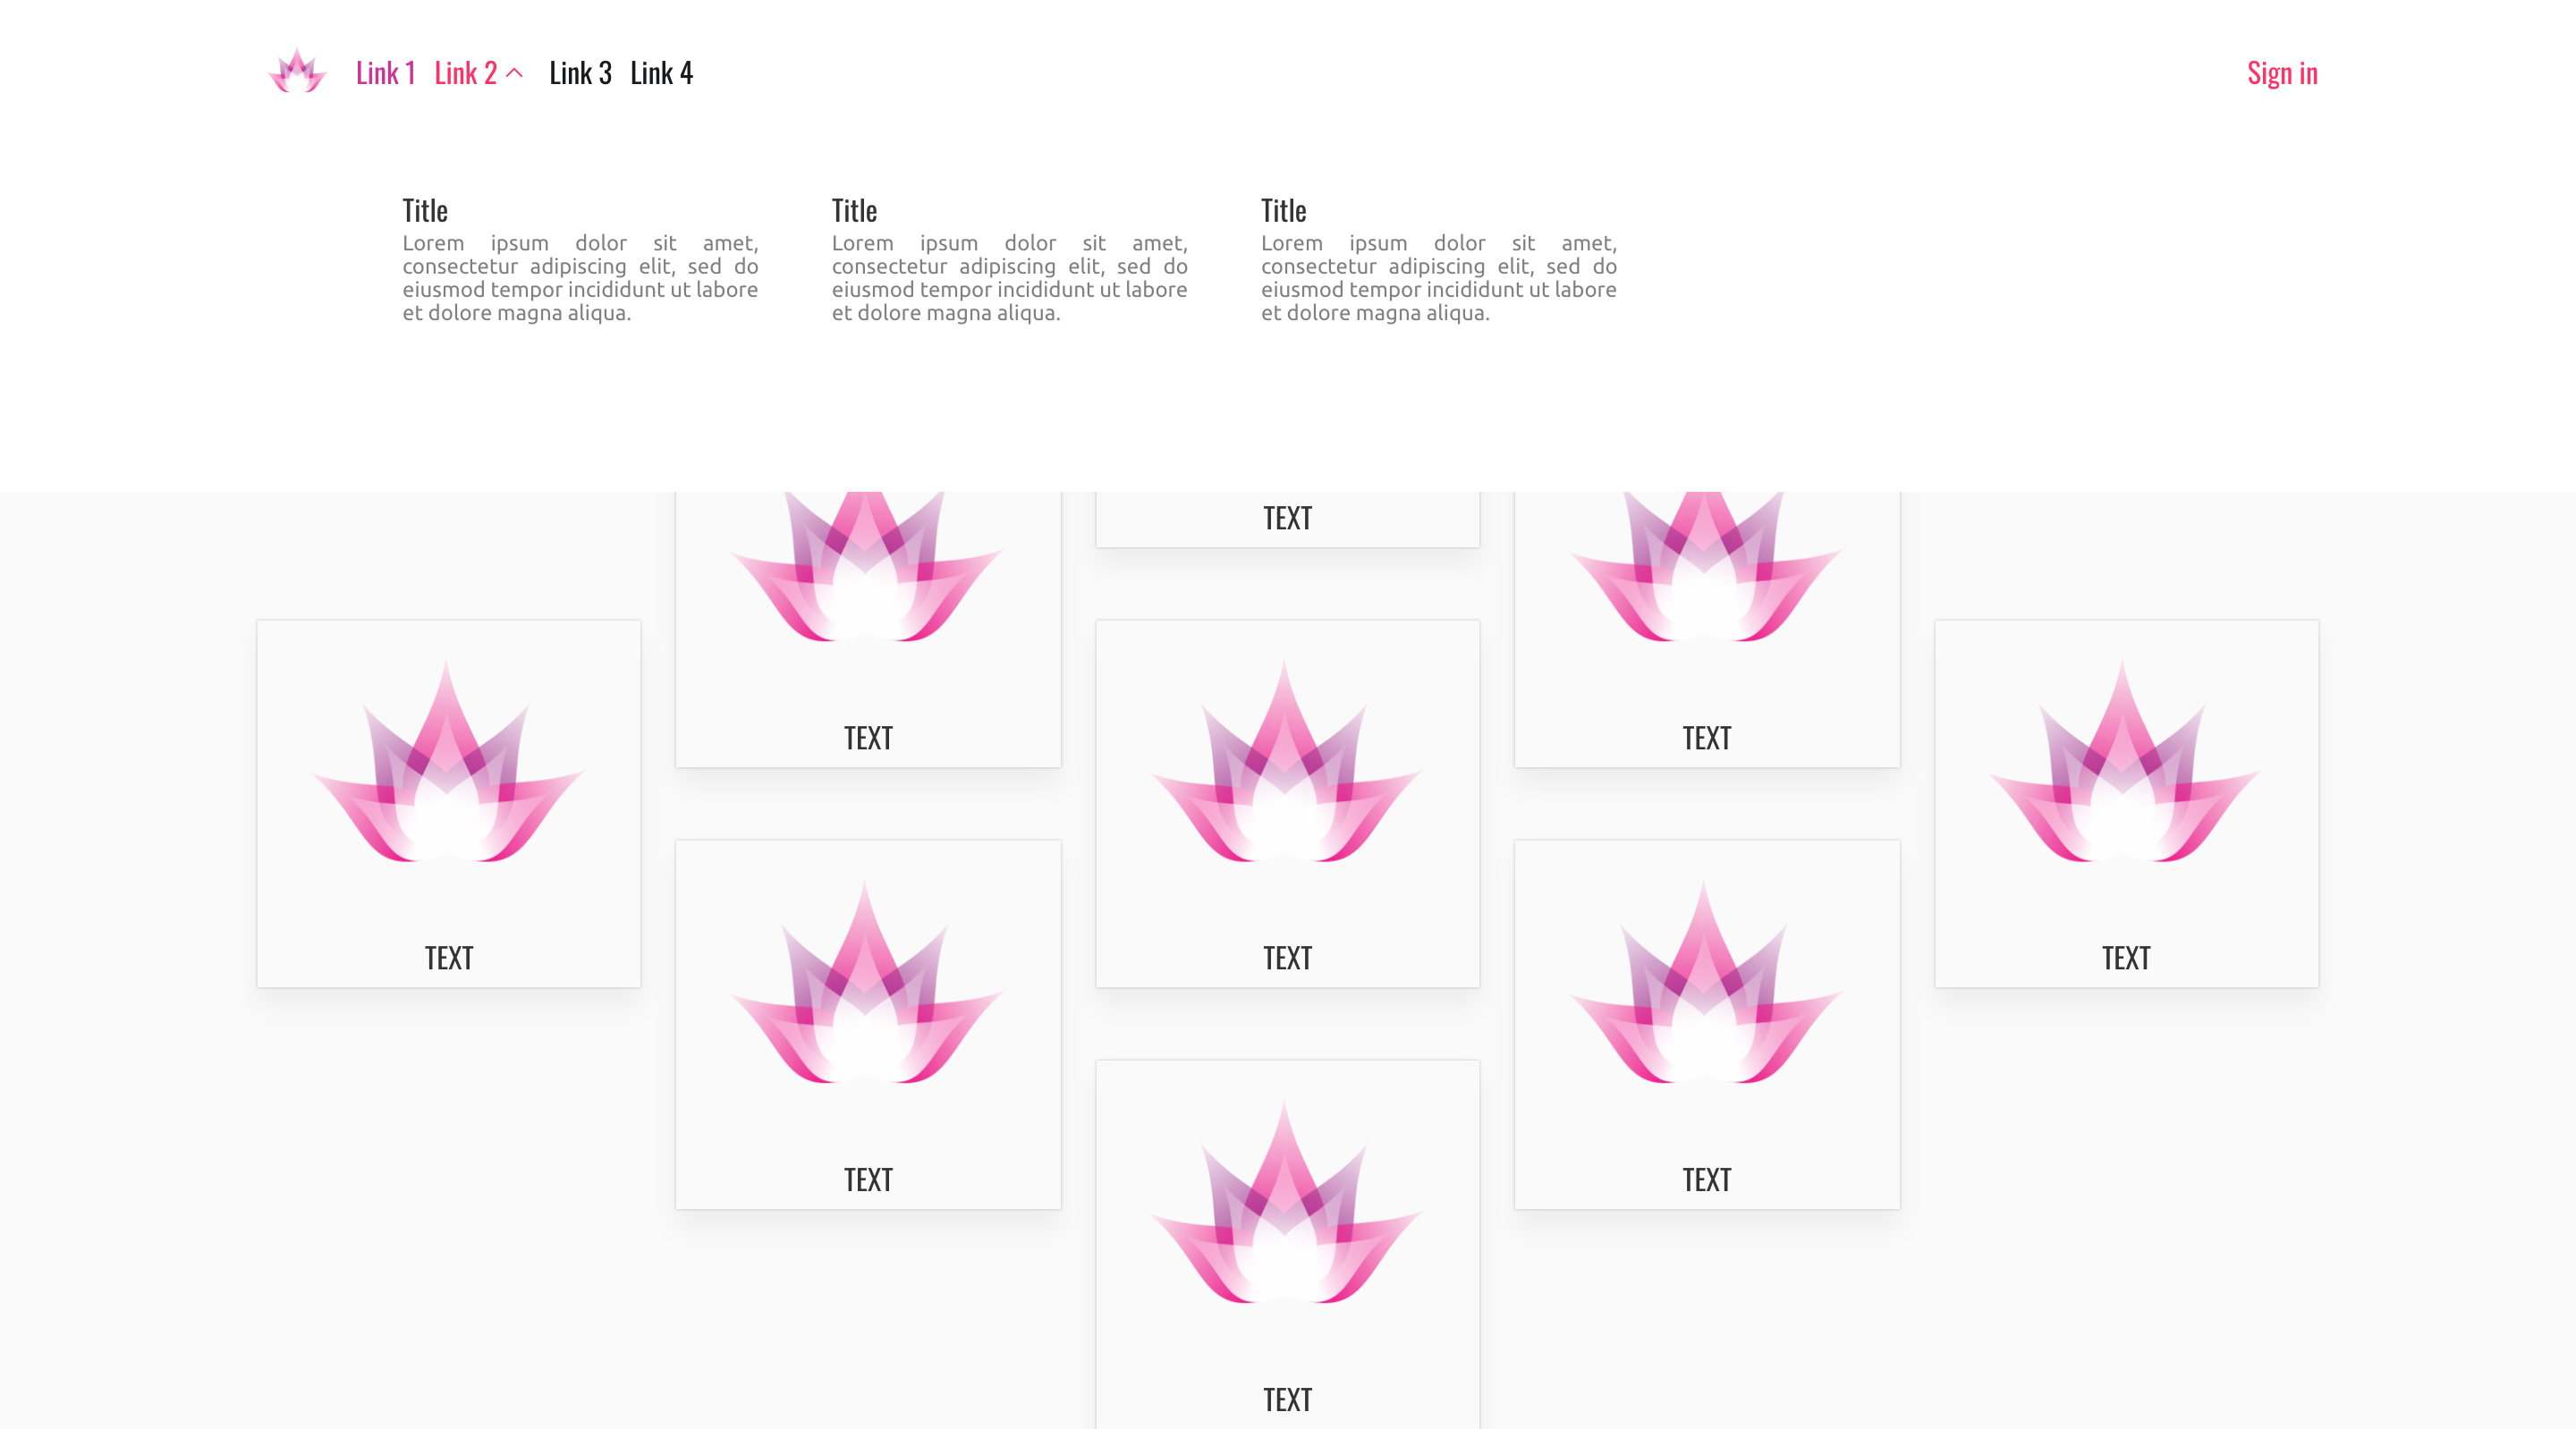 Link 1 Link 2 Link 3 Link 4 Sign in
Title
Lorem ipsum dolor sit amet,
consectetur adipiscing elit, sed do
eiusmod tempor incididunt ut labore
et dolore magna aliqua.
Title
Lorem ipsum dolor sit amet,
consectetur adipiscing elit, sed do
eiusmod tempor incididunt ut labore
et dolore magna aliqua.
Title
Lorem ipsum dolor sit amet,
consectetur adipiscing elit, sed do
eiusmod tempor incididunt ut labore
et dolore magna aliqua.
TEXT
TEXT
TEXT
TEXT
TEXT
TEXT
TEXT
TEXT
TEXT